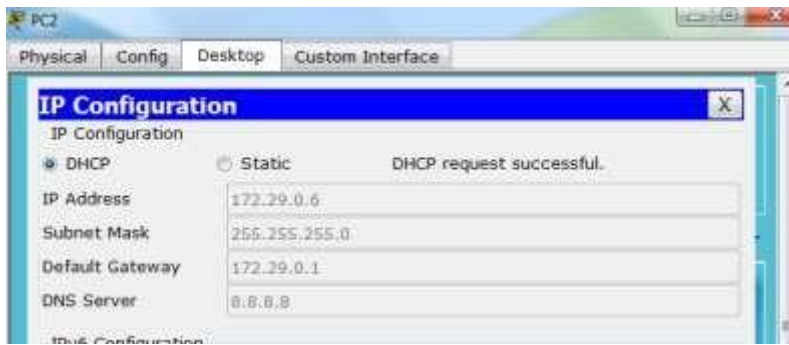 PC2
Physical Config Desktop Custom Interface
IP Configuration X
IP Configuration
DHCP Static DHCP request successful.
IP Address 172.29.0.6
Subnet Mask 255.255.255.0
Default Gateway 172.29.0.1
DNS Server 8.8.8.8
IPv6 Configuration